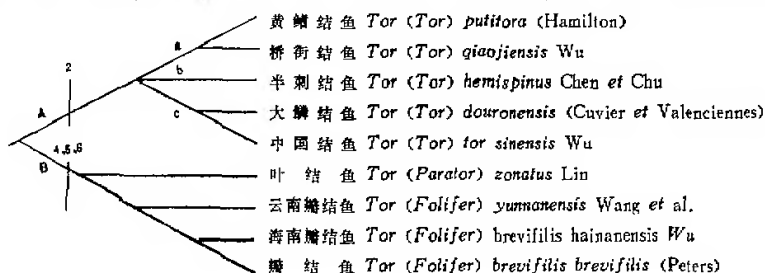 黄鳍结鱼 Tor (Tor) putitora (Hamilton)
a
桥街结鱼 Tor (Tor) qiaojiensis Wu
2
b
半刺结鱼 Tor (Tor) hemispinus Chen et Chu
A
c
大鳞结鱼 Tor (Tor) douronensis (Cuvier et Valenciennes)
中国结鱼 Tor (Tor) tor sinensis Wu
4,5,6
B
叶结鱼 Tor (Parator) zonatus Lin
云南瓣结鱼 Tor (Folifer) yunnanensis Wang et al.
海南瓣结鱼 Tor (Folifer) brevifilis hainanensis Wu
瓣结鱼 Tor (Folifer) brevifilis brevifilis (Peters)